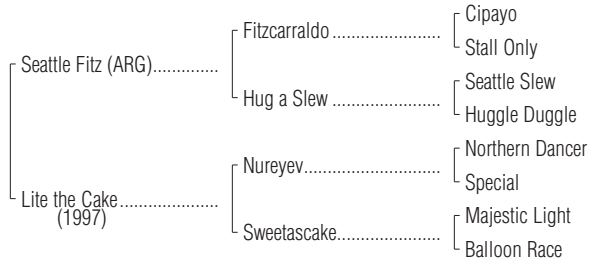 Cipayo
Fitzcarraldo ........................
Stall Only
Seattle Fitz (ARG)..............
Seattle Slew
Hug a Slew ........................
Huggle Duggle
Northern Dancer
Nureyev..............................
Special
Lite the Cake.....................
(1997)
Majestic Light
Sweetascake.......................
Balloon Race